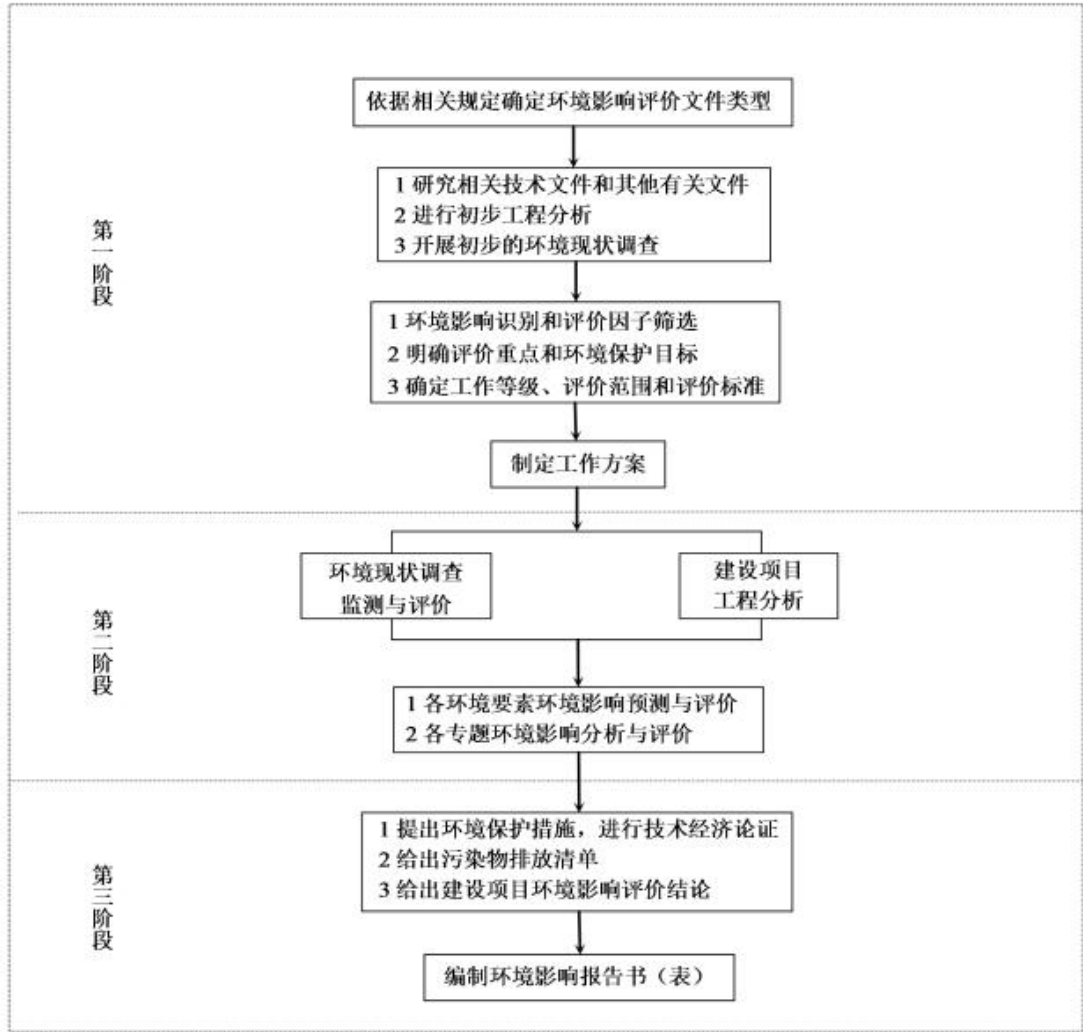 依据相关规定确定环境影响评价文件类型
1 研究相关技术文件和其他有关文件
2 进行初步工程分析
3 开展初步的环境现状调查
第一阶段
1 环境影响识别和评价因子筛选
2 明确评价重点和环境保护目标
3 确定工作等级、评价范围和评价标准
制定工作方案
环境现状调查
监测与评价
建设项目
工程分析
第二阶段
1 各环境要素环境影响预测与评价
2 各专题环境影响分析与评价
1 提出环境保护措施，进行技术经济论证
2 给出污染物排放清单
3 给出建设项目环境影响评价结论
第三阶段
编制环境影响报告书（表）